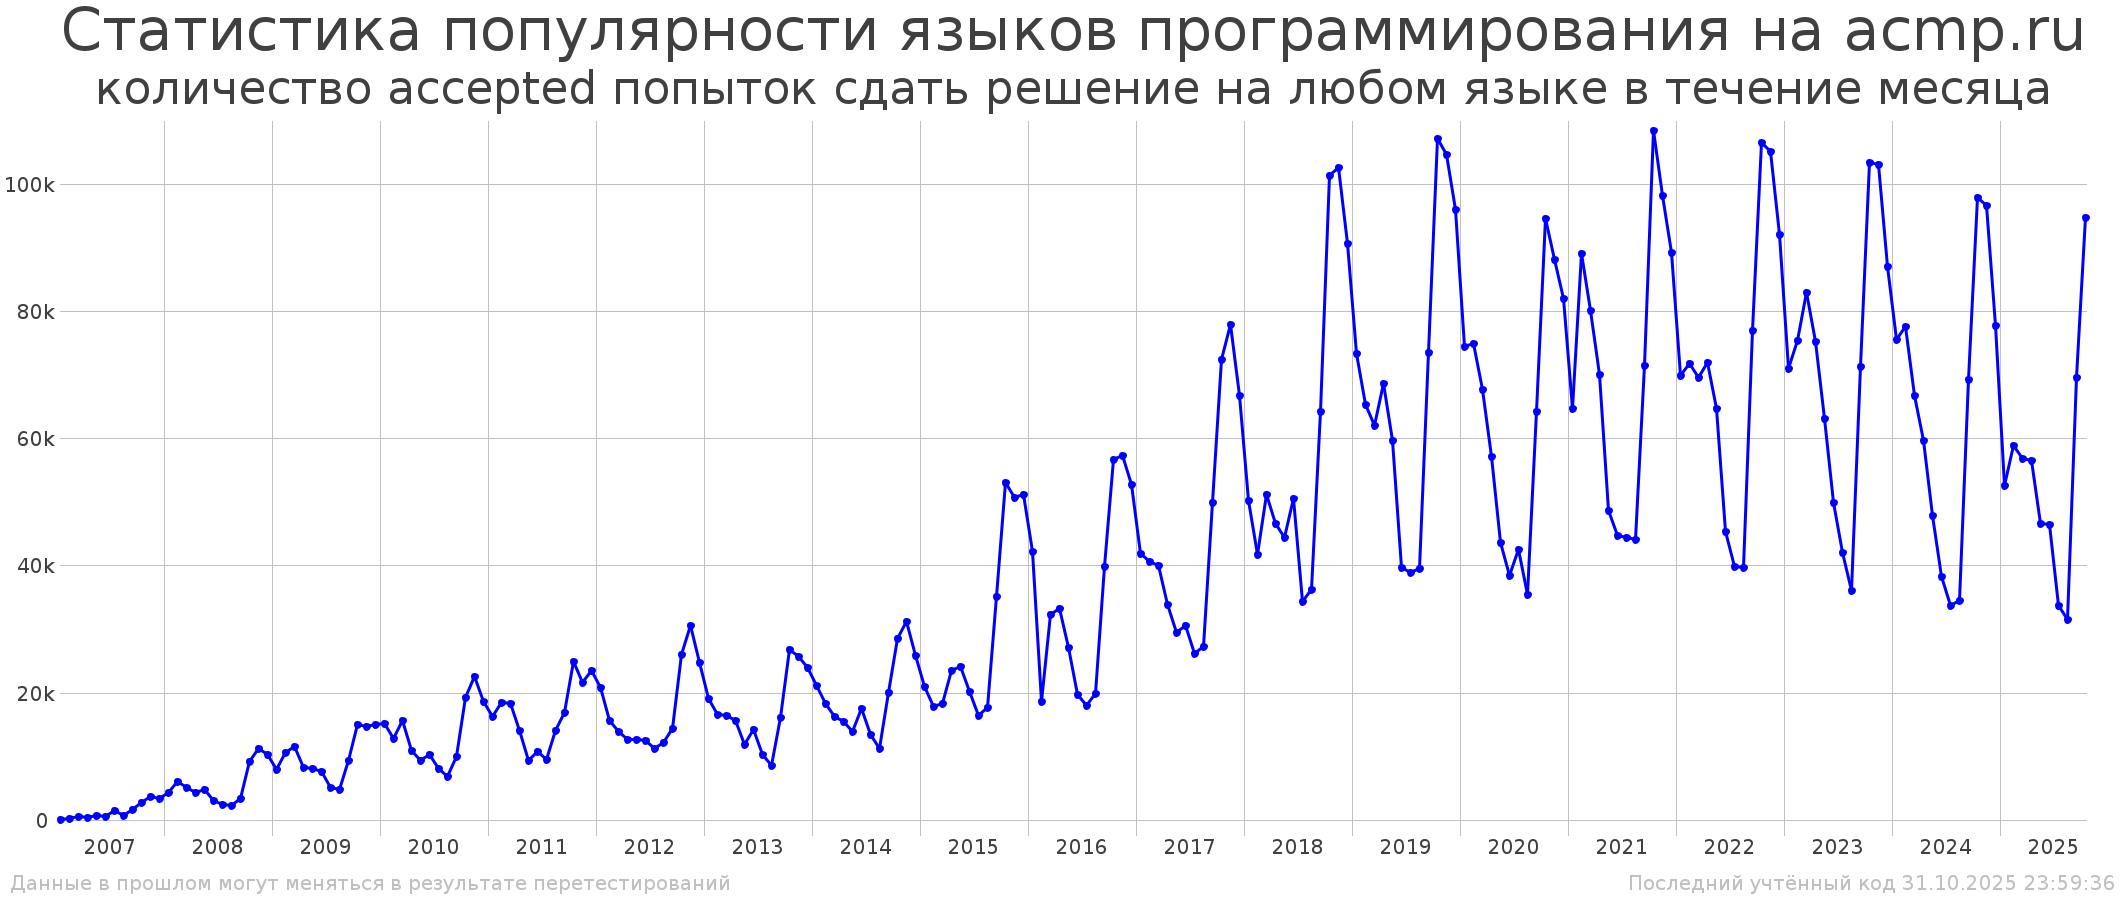 Статистика популярности языков программирования на acmp.ru
количество accepted попыток сдать решение на любом языке в течение месяца
100k
80k
60k
40k
20k
0
2007 2008 2009 2010 2011 2012 2013 2014 2015 2016 2017 2018 2019 2020 2021 2022 2023 2024 2025
Данные в прошлом могут меняться в результате перетестирований
Последний учтённый код 31.10.2025 23:59:36